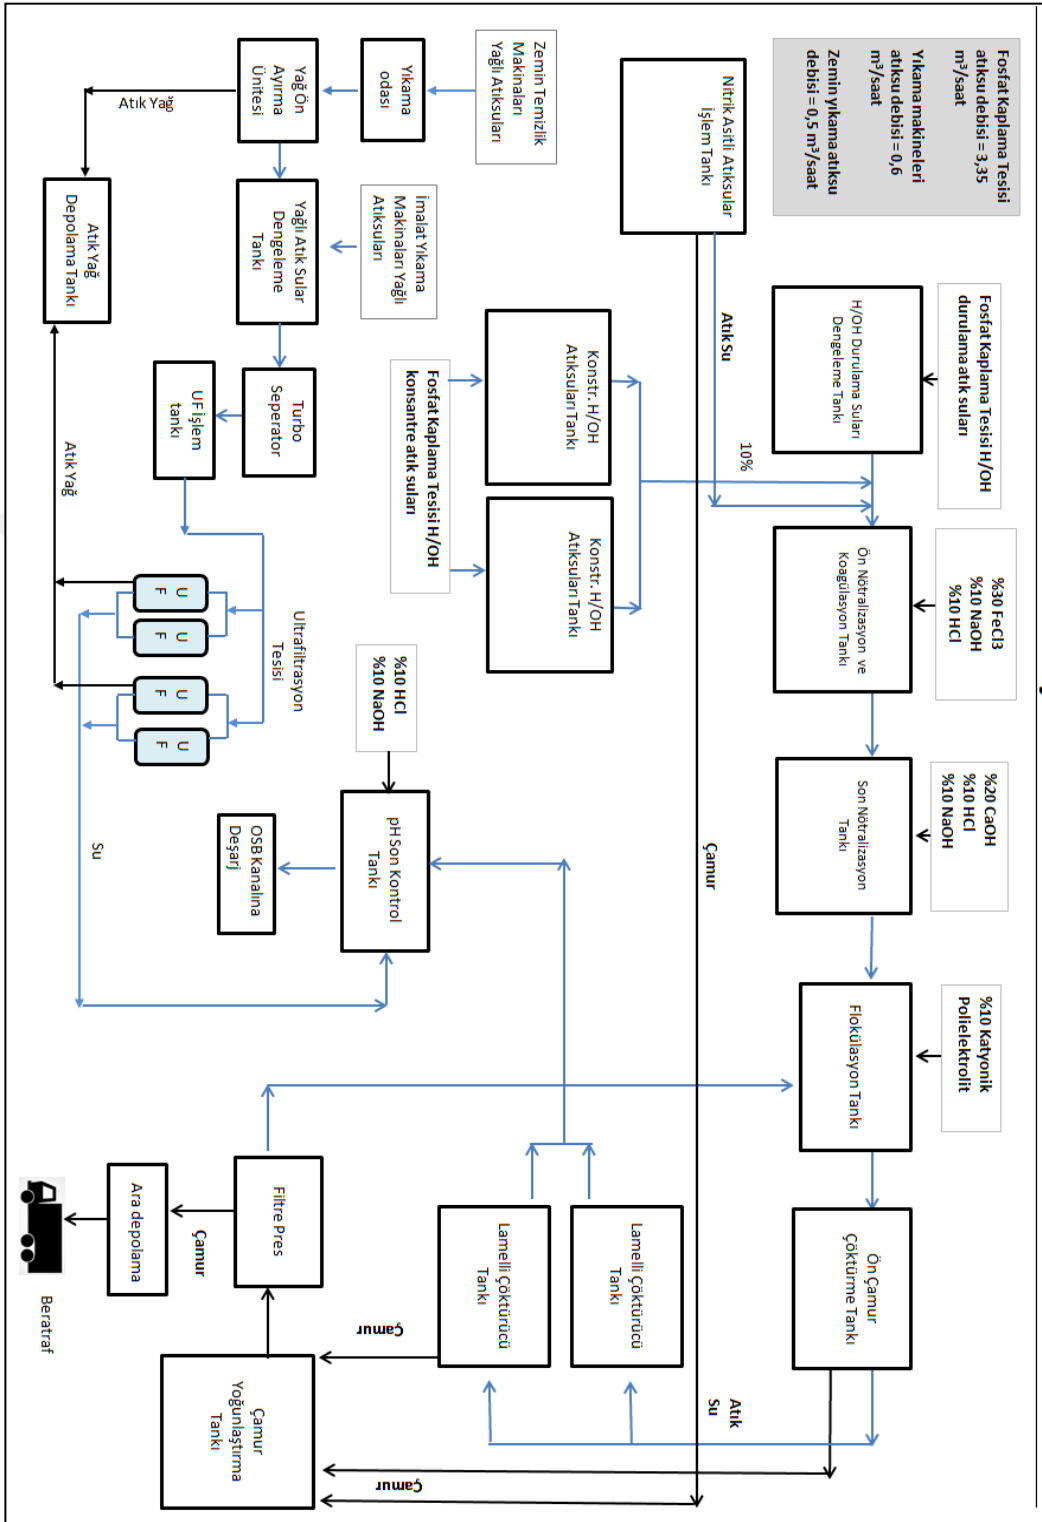 Fosfat Kaplama Tesisi
atıksu debisi = 3,35
m³/saat
Yıkama makineleri
atıksu debisi = 0,6
m³/saat
Zemin yıkama atıksu
debisi = 0,5 m³/saat
Fosfat Kaplama Tesisi H/OH
durulama atık suları
%30 FeCl3
%10 NaOH
%10 HCl
%20 CaOH
%10 HCl
%10 NaOH
%10 Katyonik
Polielektrolit
H/OH Durulama Suları
Dengeleme Tankı
Ön Nötralizasyon ve
Koagülasyon Tankı
Son Nötralizasyon
Tankı
Flokülasyon Tankı
Ön Çamur
Çöktürme Tankı
Nitrik Asitli Atıksular
İşlem Tankı
Atık Su
10%
Çamur
Atık
Su
Zemin Temizlik
Makinaları
Yağlı Atıksuları
Konstr. H/OH
Atıksuları Tankı
Konstr. H/OH
Atıksuları Tankı
Lamelli Çöktürücü
Tankı
Lamelli Çöktürücü
Tankı
Yıkama
odası
İmalat Yıkama
Makinaları Yağlı
Atıksuları
Fosfat Kaplama Tesisi H/OH
konsantre atık suları
%10 HCl
%10 NaOH
pH Son Kontrol
Tankı
Çamur
Çamur
Yağ Ön
Ayırma
Ünitesi
Yağlı Atık Sular
Dengeleme
Tankı
Turbo
Seperator
Ultrafiltrasyon
Tesisi
OSB Kanalına
Deşarj
Filtre Pres
Çamur
Yoğunlaştırma
Tankı
Atık Yağ
UF İşlem
tankı
U
F
U
F
U
F
U
F
Çamur
Ara depolama
Atık Yağ
Depolama Tankı
Atık Yağ
Su
Beratraf